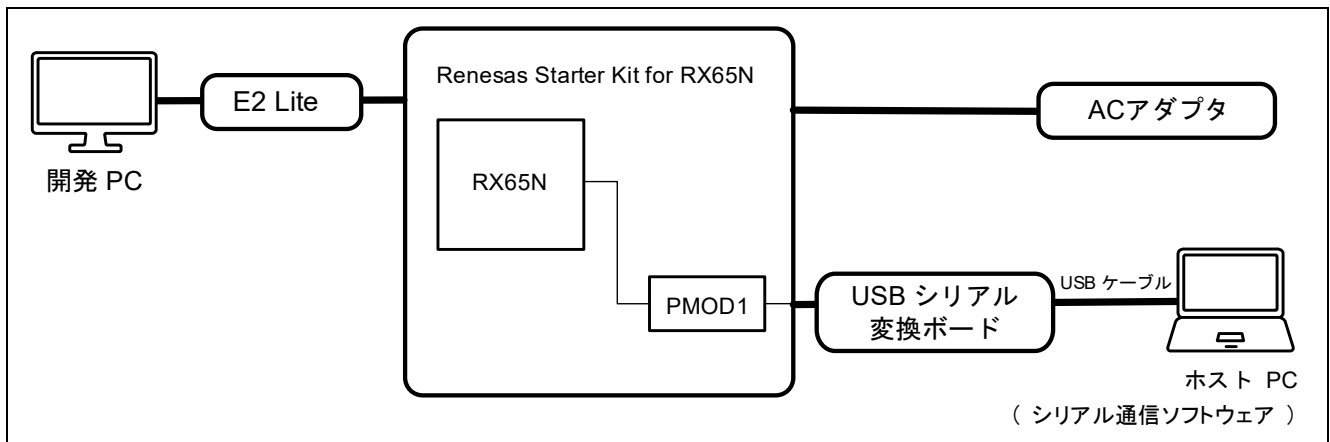 開発 PC
E2 Lite
Renesas Starter Kit for RX65N
RX65N
PMOD1
ACアダプタ
USB シリアル
変換ボード
USB ケーブル
ホスト PC
( シリアル通信ソフトウェア )